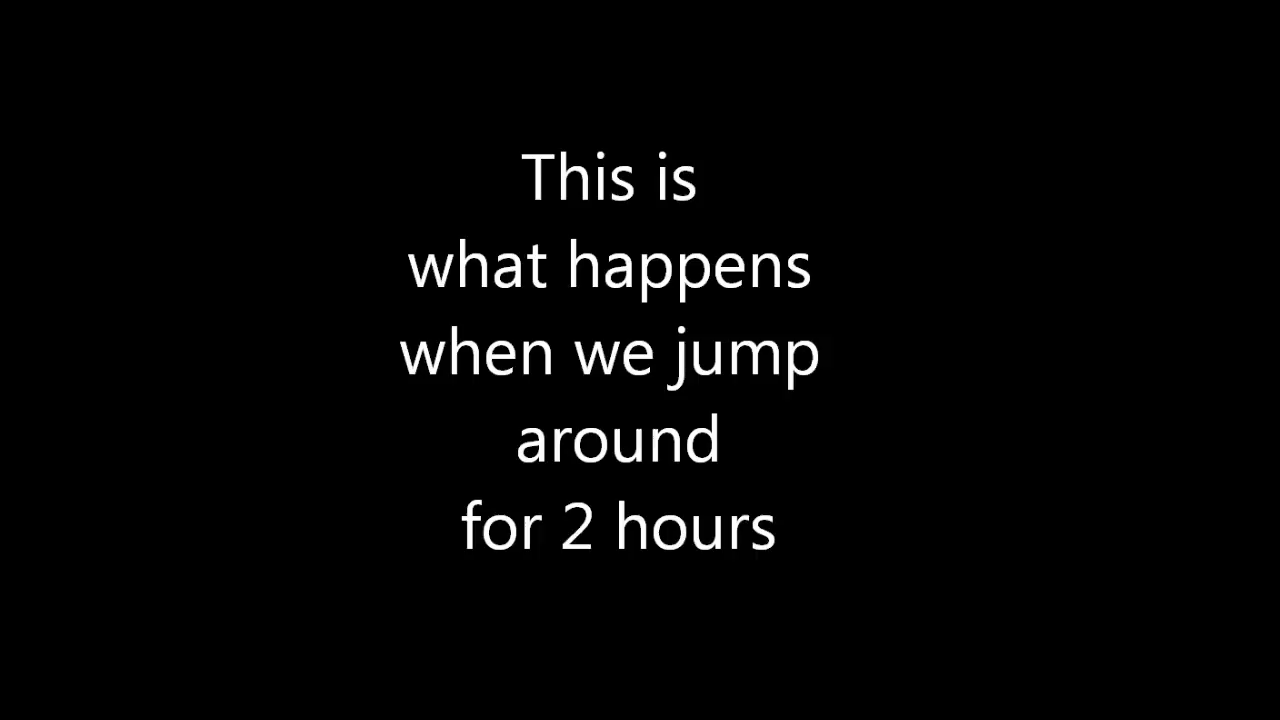 This is
what happens
when we jump
around
for 2 hours